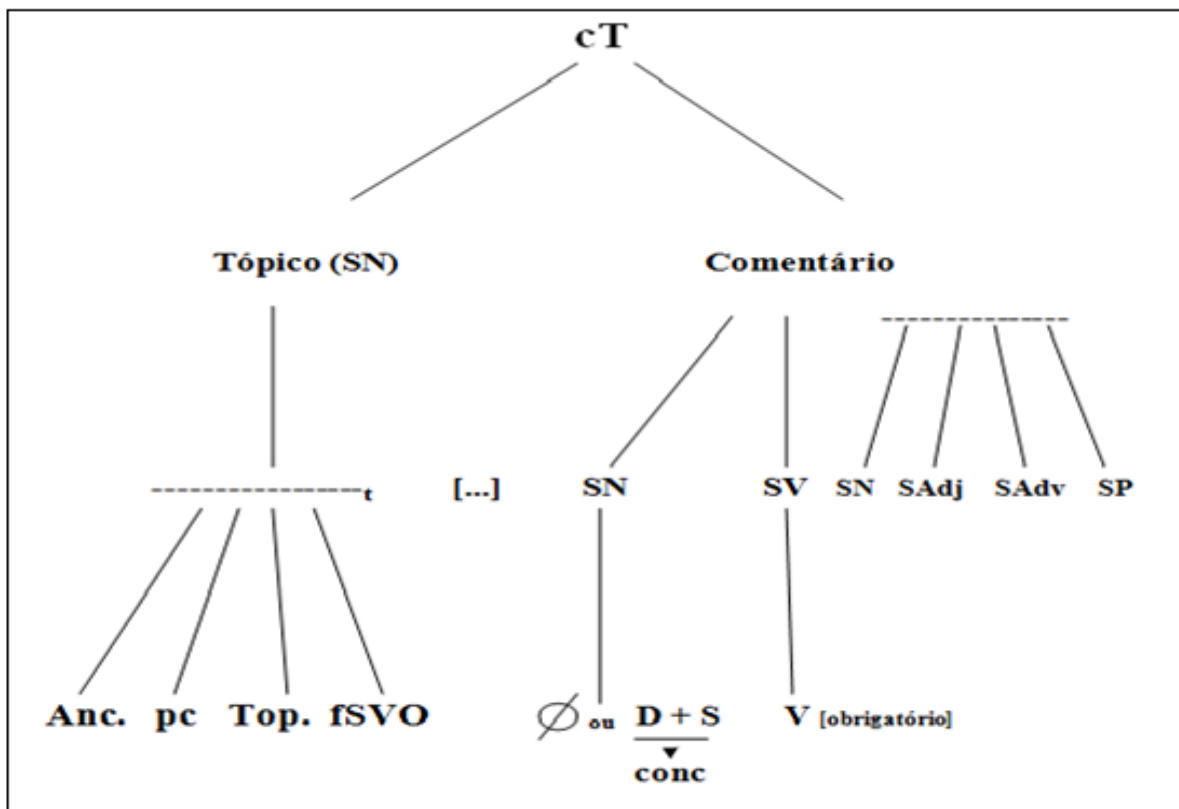 cT
Tópico (SN) Comentário
t [...] SN SV SN SAdj SAdv SP
Anc. pc Top. fSVO ∅ ou D + S V [obrigatório]
conc